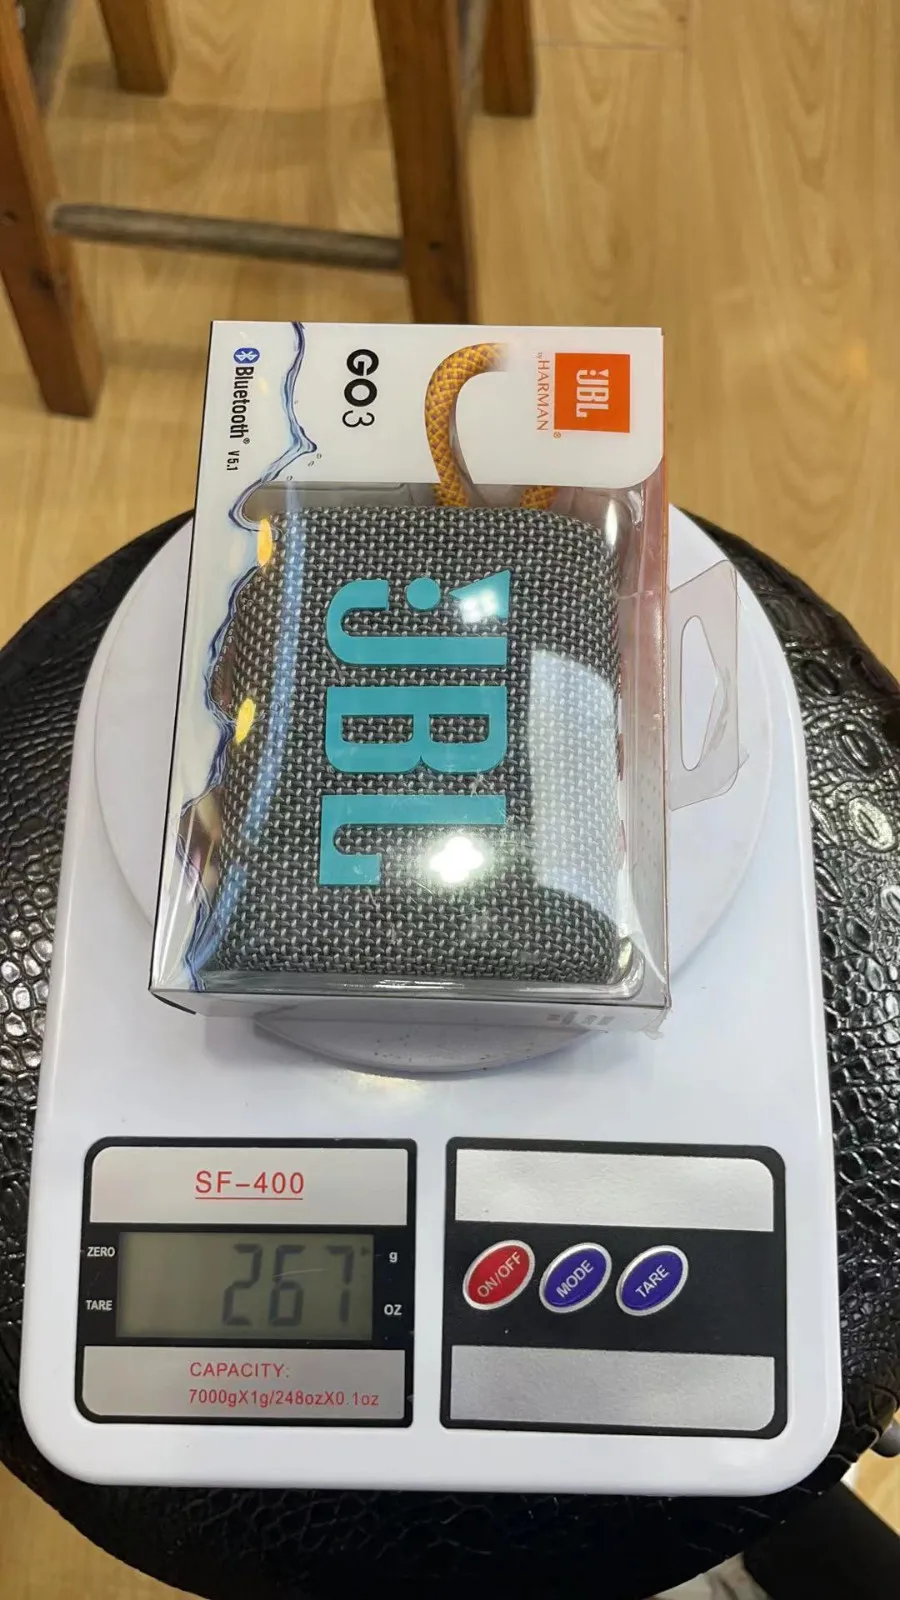 JBL
by HARMAN®
GO3
Bluetooth® V5.1
JBL
SF-400
ZERO
TARE
267
g
OZ
CAPACITY:
7000gX1g/248ozX0.1oz
ON/OFF
MODE
TARE